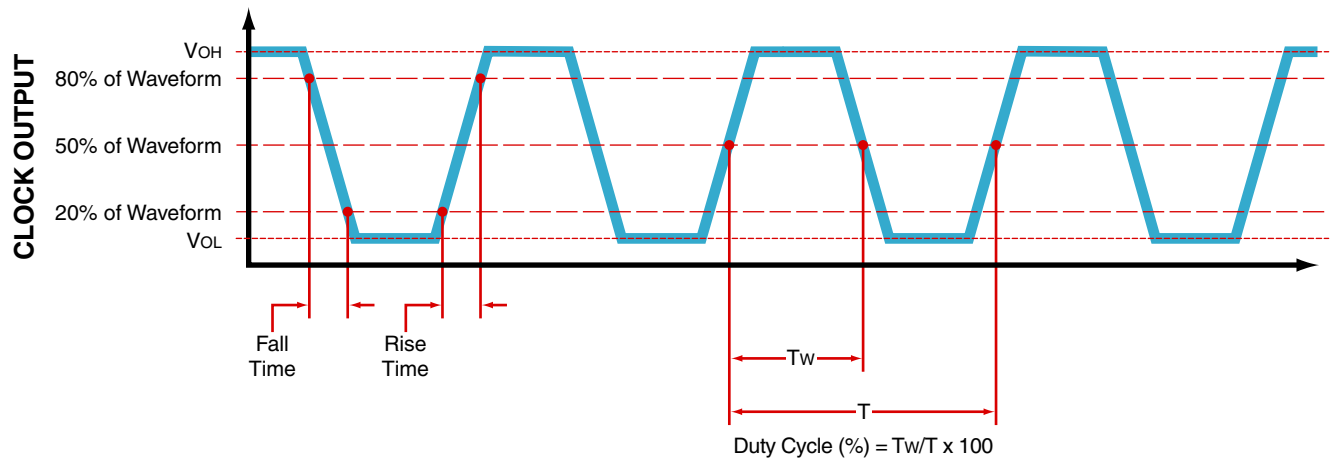 CLOCK OUTPUT
VOH
80% of Waveform
50% of Waveform
20% of Waveform
VOL
Fall
Time
Rise
Time
TW
T
Duty Cycle (%) = TW/T x 100